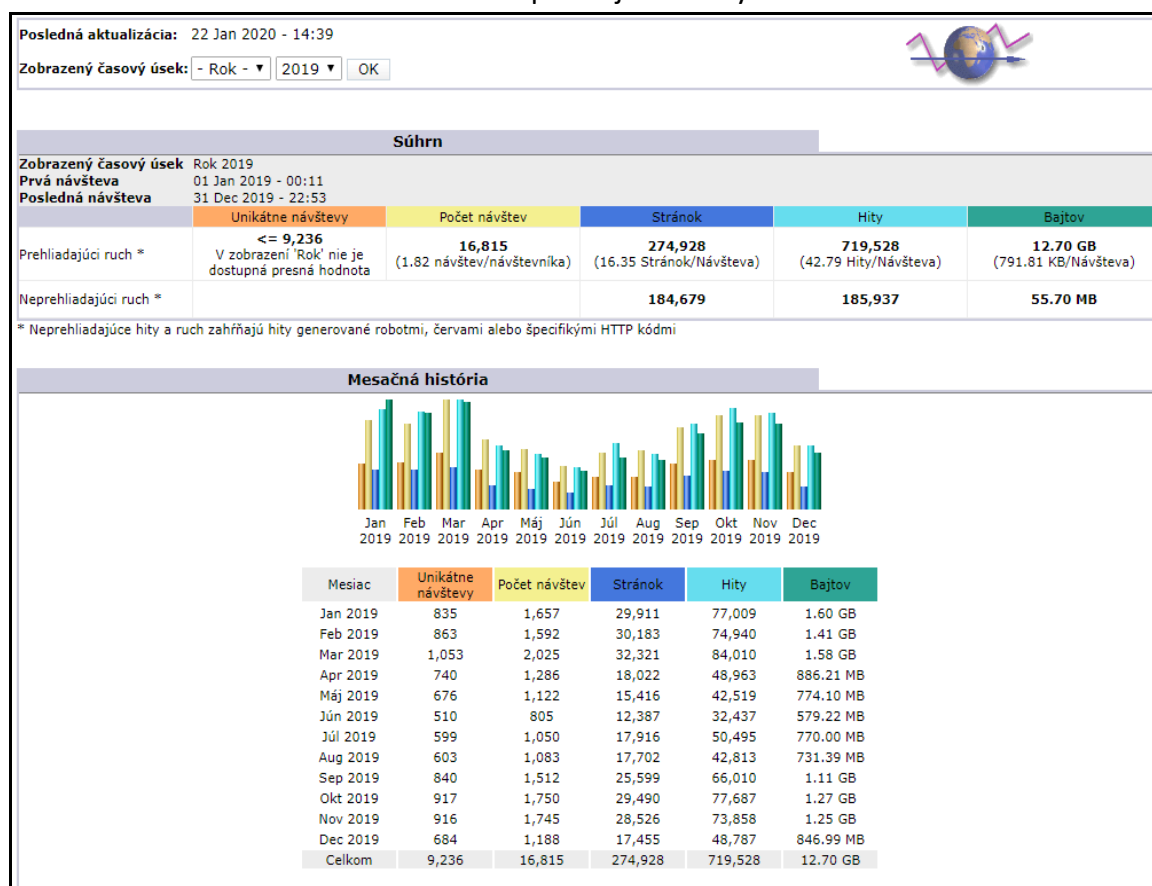 Posledná aktualizácia: 22 Jan 2020 - 14:39
Zobrazený časový úsek: - Rok - ▼ 2019 ▼ OK
Súhrn
Zobrazený časový úsek Rok 2019
Prvá návšteva 01 Jan 2019 - 00:11
Posledná návšteva 31 Dec 2019 - 22:53
Unikátne návštevy Počet návštev Stránok Hity Bajtov
Prehliadajúci ruch * <= 9,236 V zobrazení 'Rok' nie je dostupná presná hodnota 16,815 (1.82 návštev/návštevníka) 274,928 (16.35 Stránok/Návšteva) 719,528 (42.79 Hity/Návšteva) 12.70 GB (791.81 KB/Návšteva)
Neprehliadajúci ruch * 184,679 185,937 55.70 MB
* Neprehliadajúce hity a ruch zahŕňajú hity generované robotmi, červami alebo špecifikými HTTP kódmi
Mesačná história
Jan Feb Mar Apr Máj Jún Júl Aug Sep Okt Nov Dec
2019 2019 2019 2019 2019 2019 2019 2019 2019 2019 2019 2019
Mesiac Unikátne návštevy Počet návštev Stránok Hity Bajtov
Jan 2019 835 1,657 29,911 77,009 1.60 GB
Feb 2019 863 1,592 30,183 74,940 1.41 GB
Mar 2019 1,053 2,025 32,321 84,010 1.58 GB
Apr 2019 740 1,286 18,022 48,963 886.21 MB
Máj 2019 676 1,122 15,416 42,519 774.10 MB
Jún 2019 510 805 12,387 32,437 579.22 MB
Júl 2019 599 1,050 17,916 50,495 770.00 MB
Aug 2019 603 1,083 17,702 42,813 731.39 MB
Sep 2019 840 1,512 25,599 66,010 1.11 GB
Okt 2019 917 1,750 29,490 77,687 1.27 GB
Nov 2019 916 1,745 28,526 73,858 1.25 GB
Dec 2019 684 1,188 17,455 48,787 846.99 MB
Celkom 9,236 16,815 274,928 719,528 12.70 GB